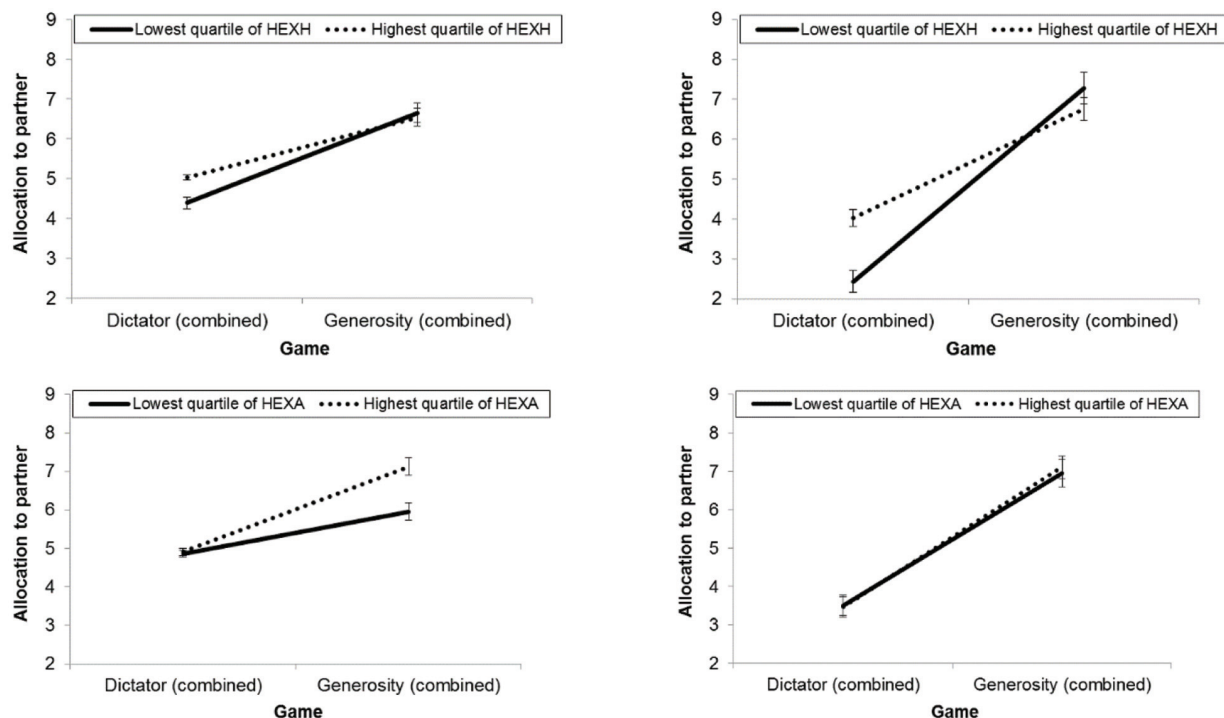 Lowest quartile of HEXH Highest quartile of HEXH
9
8
7
6
5
4
3
2
Allocation to partner
Dictator (combined) Generosity (combined)
Game
Lowest quartile of HEXH Highest quartile of HEXH
9
8
7
6
5
4
3
2
Allocation to partner
Dictator (combined) Generosity (combined)
Game
Lowest quartile of HEXA Highest quartile of HEXA
9
8
7
6
5
4
3
2
Allocation to partner
Dictator (combined) Generosity (combined)
Game
Lowest quartile of HEXA Highest quartile of HEXA
9
8
7
6
5
4
3
2
Allocation to partner
Dictator (combined) Generosity (combined)
Game